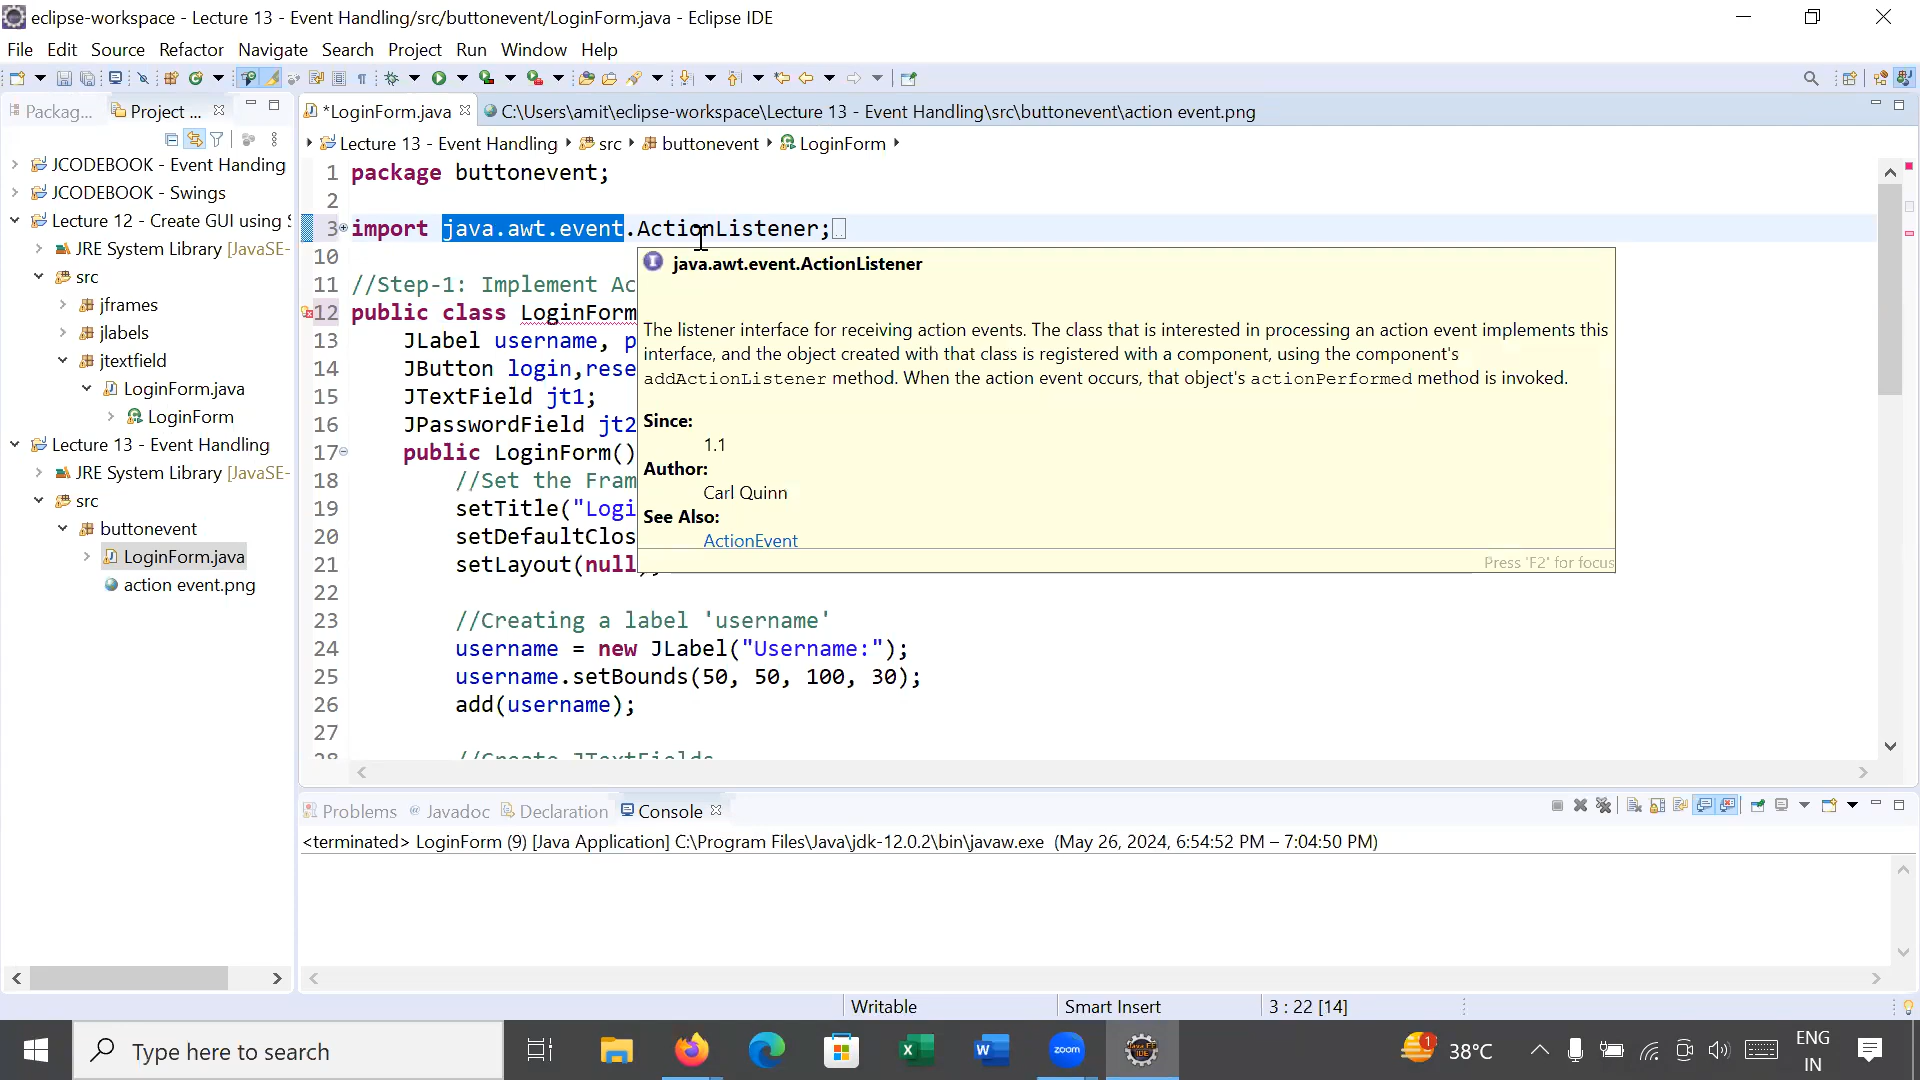 eclipse-workspace - Lecture 13 - Event Handling/src/buttonevent/LoginForm.java - Eclipse IDE
File Edit Source Refactor Navigate Search Project Run Window Help
Packag... Project ... *LoginForm.java C:\Users\amit\eclipse-workspace\Lecture 13 - Event Handling\src\buttonevent\action event.png
Lecture 13 - Event Handling src buttonevent LoginForm
JCODEBOOK - Event Handing
JCODEBOOK - Swings
Lecture 12 - Create GUI using
JRE System Library [JavaSE-
src
jframes
jlabels
jtextfield
LoginForm.java
LoginForm
Lecture 13 - Event Handling
JRE System Library [JavaSE-
src
buttonevent
LoginForm.java
action event.png
1 package buttonevent;
2
3 import java.awt.event.ActionListener;
10
11 //Step-1: Implement Ac
12 public class LoginForm
13 JLabel username, p
14 JButton login,rese
15 JTextField jt1;
16 JPasswordField jt2
17 public LoginForm()
18 //Set the Fram
19 setTitle("Logi
20 setDefaultClos
21 setLayout(null);
22
23 //Creating a label 'username'
24 username = new JLabel("Username:");
25 username.setBounds(50, 50, 100, 30);
26 add(username);
27
28 //Create JTextFields
java.awt.event.ActionListener
The listener interface for receiving action events. The class that is interested in processing an action event implements this
interface, and the object created with that class is registered with a component, using the component's
addActionListener method. When the action event occurs, that object's actionPerformed method is invoked.
Since:
1.1
Author:
Carl Quinn
See Also:
ActionEvent
Press 'F2' for focus
Problems Javadoc Declaration Console
<terminated> LoginForm (9) [Java Application] C:\Program Files\Java\jdk-12.0.2\bin\javaw.exe (May 26, 2024, 6:54:52 PM – 7:04:50 PM)
Writable Smart Insert 3 : 22 [14]
Type here to search
zoom
1
38°C
ENG
IN